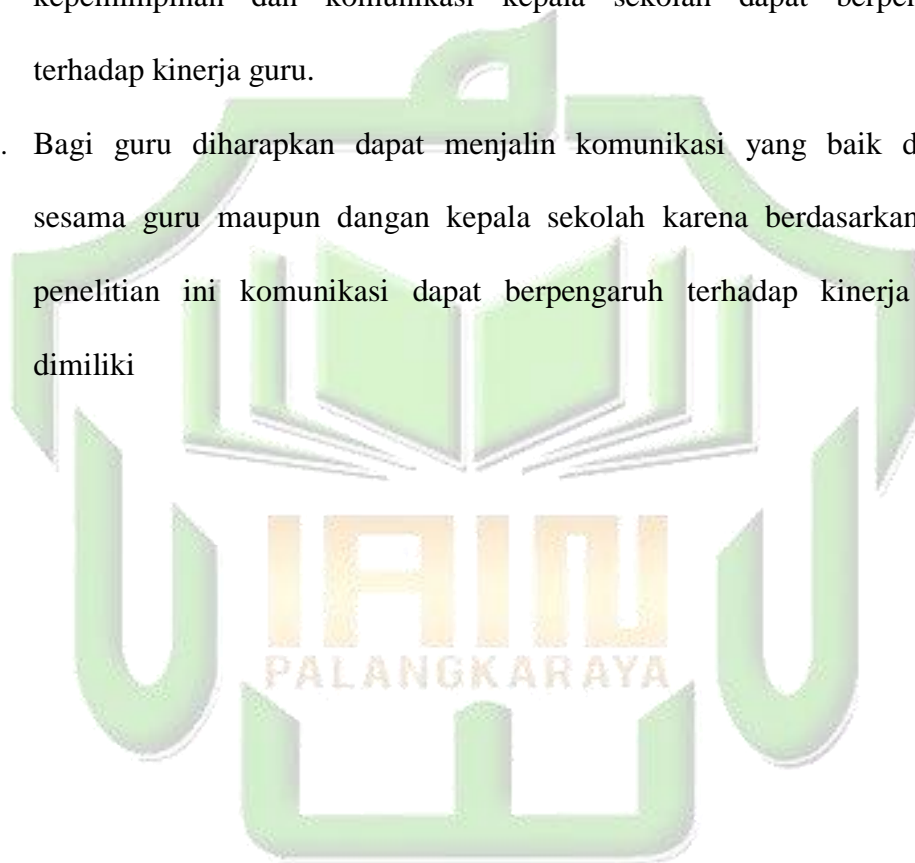 kepemimpinan dan komunikasi kepala sekolah dapat
terhadap kinerja guru.
. Bagi guru diharapkan dapat menjalin komunikasi yang baik
sesama guru maupun dangan kepala sekolah karena berdasarkan
penelitian ini komunikasi dapat berpengaruh terhadap kinerja
dimiliki
IAIN
PALANGKARAYA